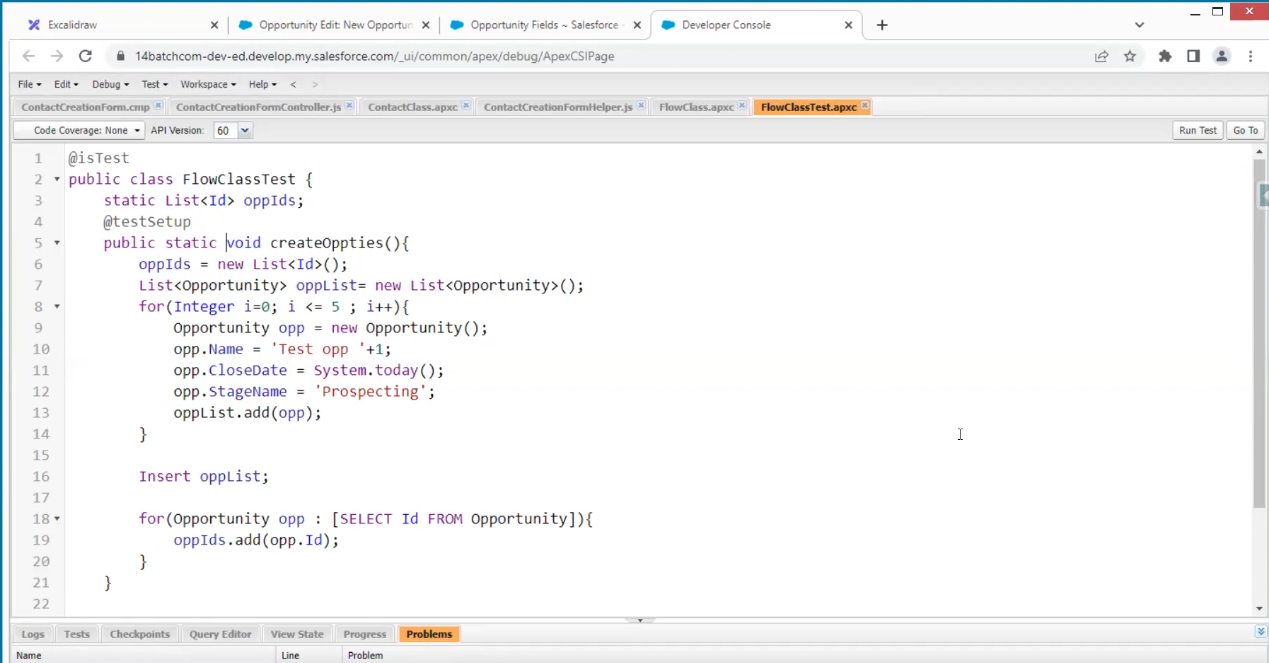 Excalidraw
Opportunity Edit: New Opportun
Opportunity Fields ~ Salesforce
Developer Console
14batchcom-dev-ed.develop.my.salesforce.com/_ui/common/apex/debug/ApexCSIPage
File Edit Debug Test Workspace Help < >
ContactCreationForm.cmp ContactCreationFormController.js ContactClass.apxc ContactCreationFormHelper.js FlowClass.apxc FlowClassTest.apxc
Code Coverage: None API Version: 60 Run Test Go To
1 @isTest
2 public class FlowClassTest {
3 static List<Id> oppIds;
4 @testSetup
5 public static void createOppties(){
6 oppIds = new List<Id>();
7 List<Opportunity> oppList= new List<Opportunity>();
8 for(Integer i=0; i <= 5 ; i++){
9 Opportunity opp = new Opportunity();
10 opp.Name = 'Test opp '+1;
11 opp.CloseDate = System.today();
12 opp.StageName = 'Prospecting';
13 oppList.add(opp);
14 }
15
16 Insert oppList;
17
18 for(Opportunity opp : [SELECT Id FROM Opportunity]){
19 oppIds.add(opp.Id);
20 }
21 }
22
Logs Tests Checkpoints Query Editor View State Progress Problems
Name Line Problem